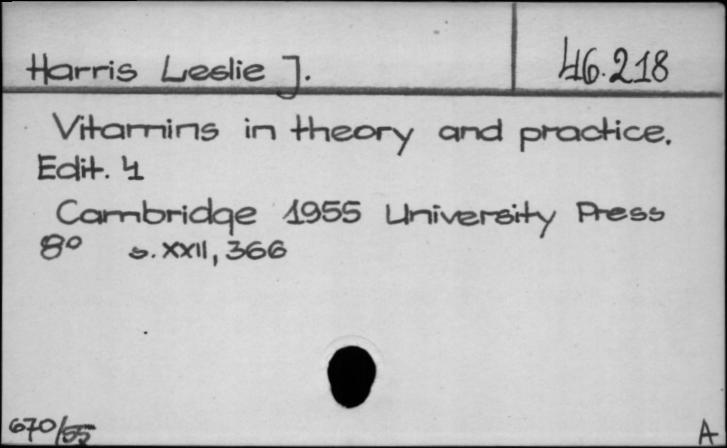 Harris Leslie J.
46.218
Vitamins in theory and practice.
Edit. 4
Cambridge 1955 University Press
8° s. XXII, 366
670/55
A